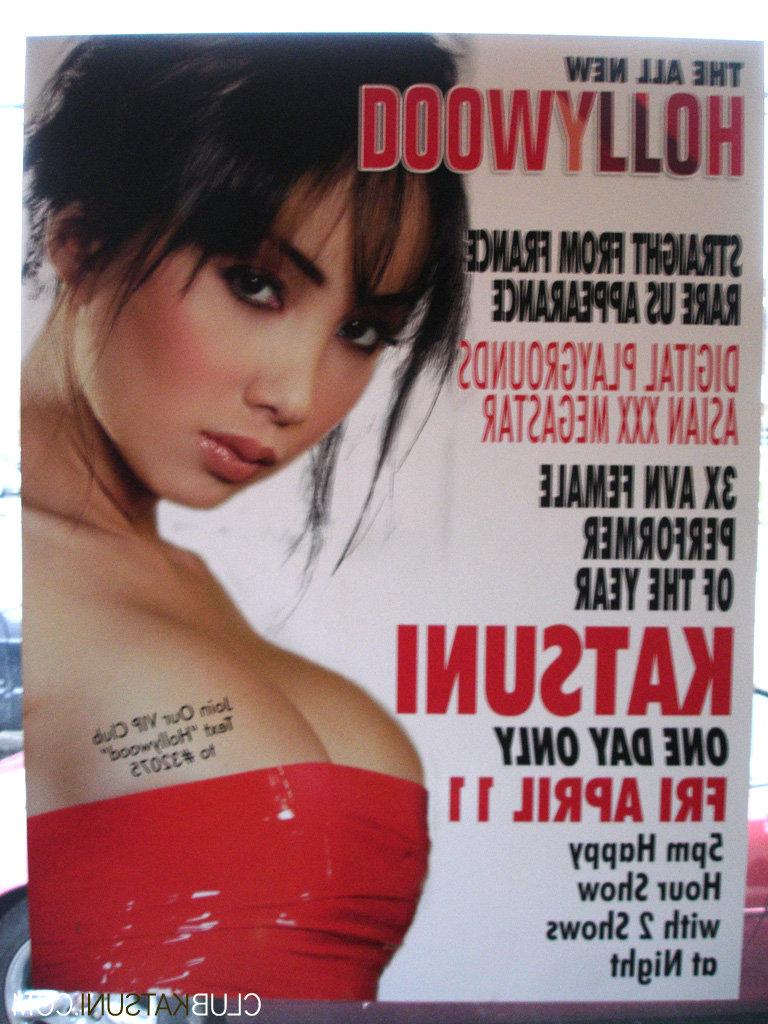 THE ALL NEW
HOLLYWOOD
STRAIGHT FROM FRANCE
RARE US APPEARANCE
DIGITAL PLAYGROUNDS
ASIAN XXX MEGASTAR
3X AVN FEMALE
PERFORMER
OF THE YEAR
KATSUNI
ONE DAY ONLY
FRI APRIL 11
5pm Happy
Hour Show
with 2 Shows
at Night
Join Our VIP Club
Text "Hollywood"
to #32075
CLUBKATSUNI.COM